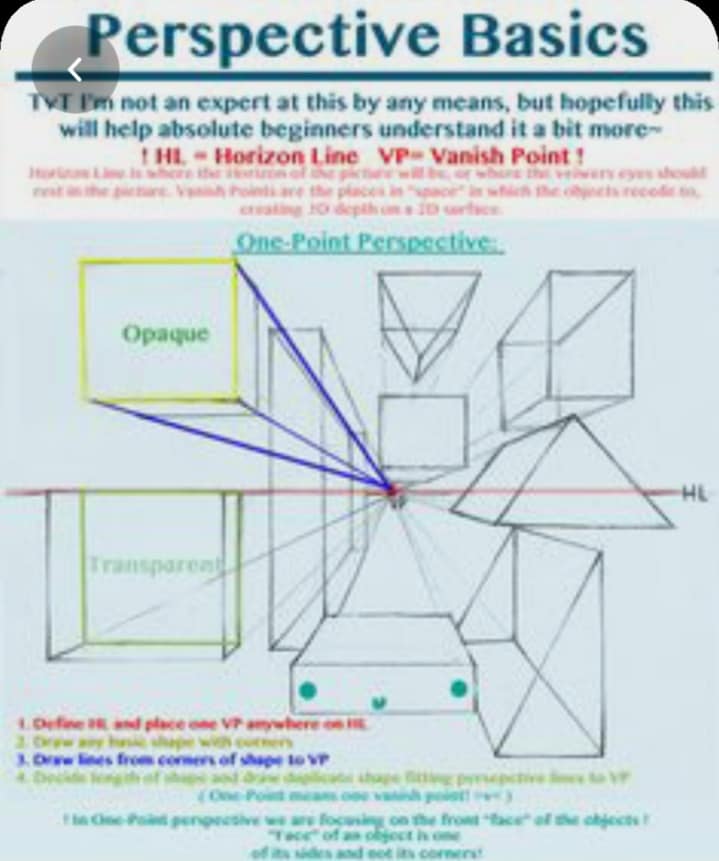 Perspective Basics
TvT I'm not an expert at this by any means, but hopefully this
will help absolute beginners understand it a bit more~
! HL = Horizon Line VP= Vanish Point !
Horizon Line is where the Horizon of the picture will be, or where the veiwers eyes should
rest in the picture. Vanish Points are the places in "space" in which the objects recede to,
creating 3D depth on a 2D surface.
One-Point Perspective:
Opaque
HL
VP
Transparent
1. Define HL and place one VP anywhere on HL
2. Draw any basic shape with corners
3. Draw lines from corners of shape to VP
4. Decide length of shape and draw duplicate shape fitting persepctive lines to VP
( One-Point means one vanish point! )
! In One-Point perspective we are focusing on the front "face" of the objects !
"Face" of an object is one
of its sides and not its corners!